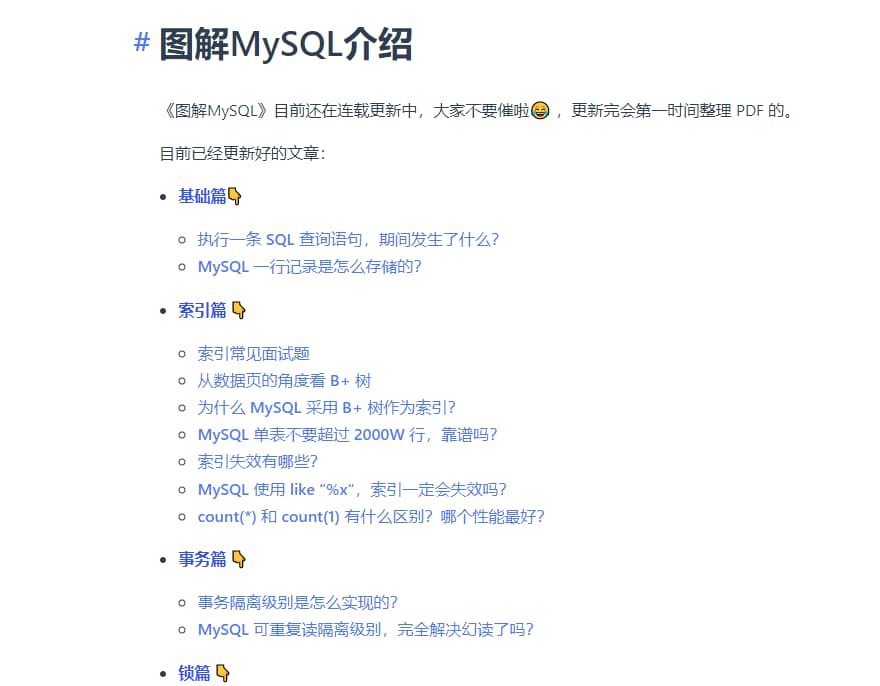 # 图解MySQL介绍
《图解MySQL》目前还在连载更新中，大家不要催啦😂 ，更新完会第一时间整理 PDF 的。
目前已经更新好的文章：
• 基础篇👇
◦ 执行一条 SQL 查询语句，期间发生了什么？
◦ MySQL 一行记录是怎么存储的？
• 索引篇 👇
◦ 索引常见面试题
◦ 从数据页的角度看 B+ 树
◦ 为什么 MySQL 采用 B+ 树作为索引？
◦ MySQL 单表不要超过 2000W 行，靠谱吗？
◦ 索引失效有哪些？
◦ MySQL 使用 like “%x“，索引一定会失效吗？
◦ count(*) 和 count(1) 有什么区别？哪个性能最好？
• 事务篇 👇
◦ 事务隔离级别是怎么实现的？
◦ MySQL 可重复读隔离级别，完全解决幻读了吗？
• 锁篇 👇